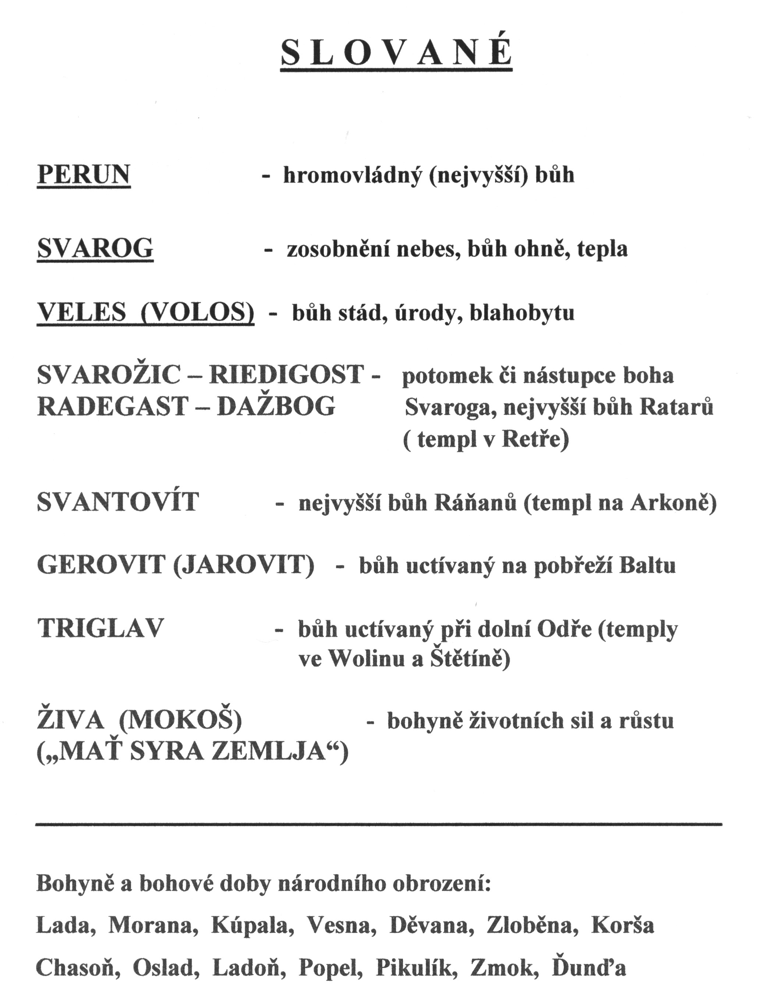 S L O V A N É
PERUN - hromovládný (nejvyšší) bůh
SVAROG - zosobnění nebes, bůh ohně, tepla
VELES (VOLOS) - bůh stád, úrody, blahobytu
SVAROŽIC – RIEDIGOST - potomek či nástupce boha
RADEGAST – DAŽBOG Svaroga, nejvyšší bůh Ratarů
( templ v Retře)
SVANTOVÍT - nejvyšší bůh Ráňanů (templ na Arkoně)
GEROVIT (JAROVIT) - bůh uctívaný na pobřeží Baltu
TRIGLAV - bůh uctívaný při dolní Odře (temply
ve Wolinu a Štětíně)
ŽIVA (MOKOŠ) - bohyně životních sil a růstu
(„MAŤ SYRA ZEMLJA“)
Bohyně a bohové doby národního obrození:
Lada, Morana, Kúpala, Vesna, Děvana, Zloběna, Korša
Chasoň, Oslad, Ladoň, Popel, Pikulík, Zmok, Ďunďa